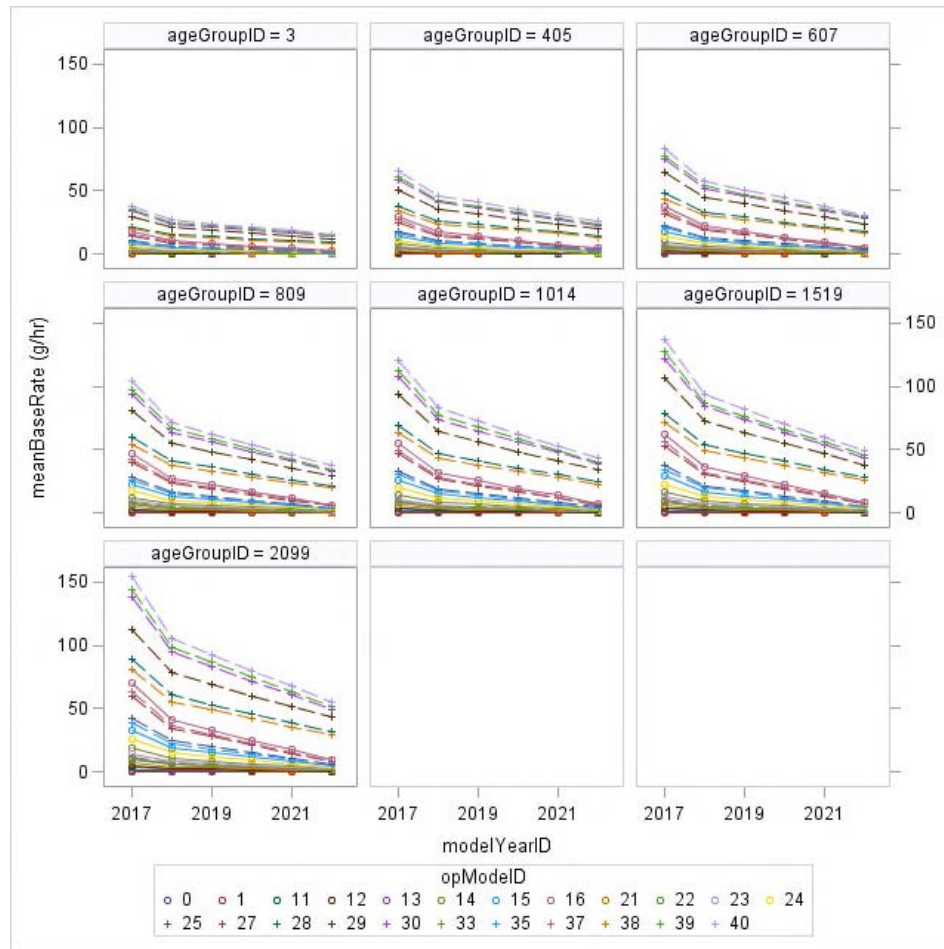 ageGroupID = 3
ageGroupID = 405
ageGroupID = 607
150
100
50
0
ageGroupID = 809
ageGroupID = 1014
ageGroupID = 1519
150
100
50
0
meanBaseRate (g/hr)
ageGroupID = 2099
150
100
50
0
2017 2019 2021 2017 2019 2021 2017 2019 2021
modelYearID
opModeID
0 1 11 12 13 14 15 16 21 22 23 24
25 27 28 29 30 33 35 37 38 39 40